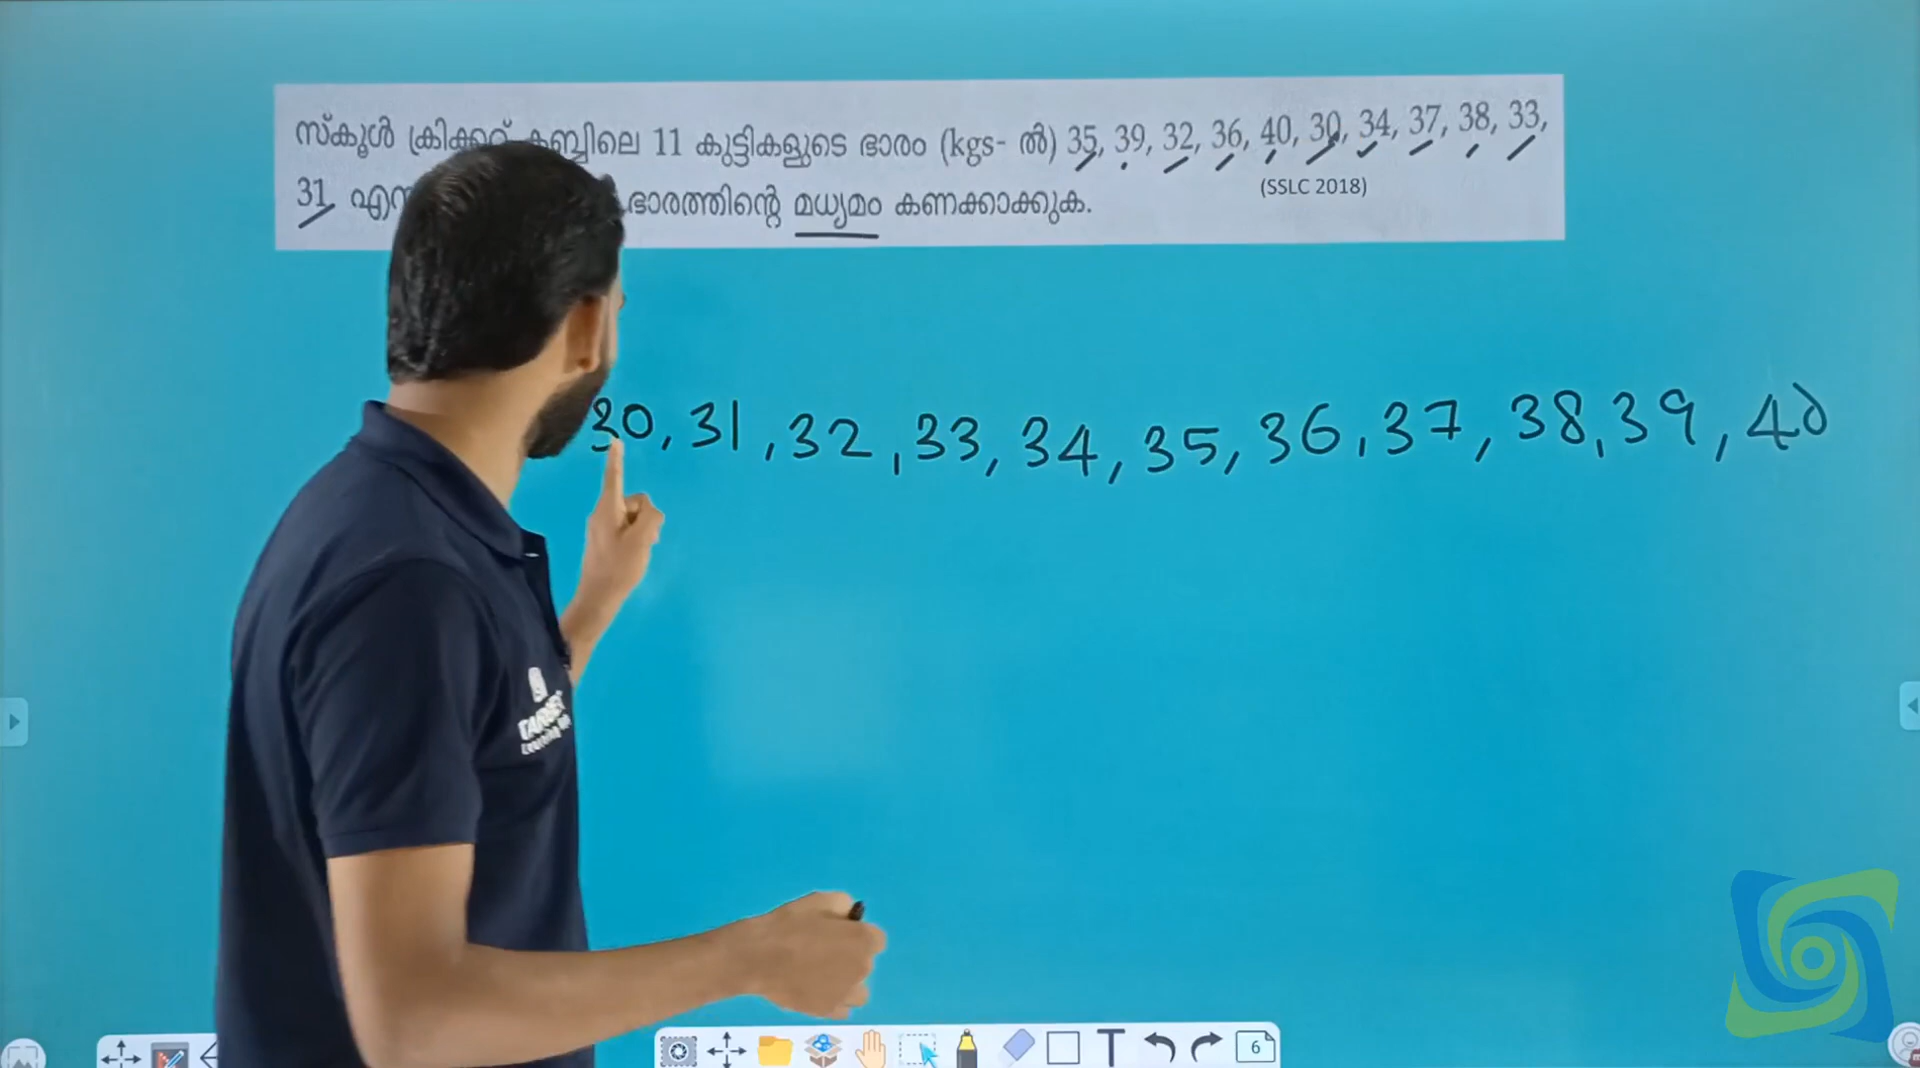 സ്കൂൾ ക്രിക്കറ്റ് ക്ലബ്ബിലെ 11 കുട്ടികളുടെ ഭാരം (kgs- ൽ) 35, 39, 32, 36, 40, 30, 34, 37, 38, 33,
31, ഭാരത്തിന്റെ മധ്യമം കണക്കാക്കുക.
(SSLC 2018)
30, 31, 32, 33, 34, 35, 36, 37, 38, 39, 40
T
6